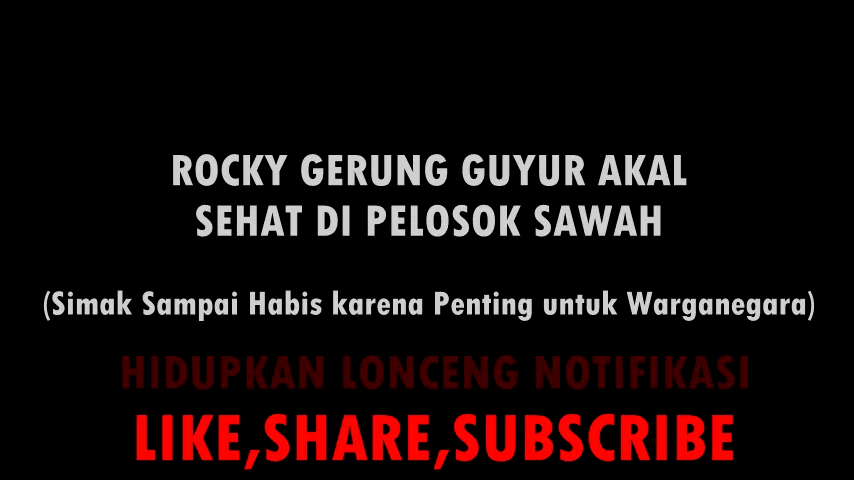 ROCKY GERUNG GUYUR AKAL
SEHAT DI PELOSOK SAWAH
(Simak Sampai Habis karena Penting untuk Warganegara)
HIDUPKAN LONCENG NOTIFIKASI
LIKE,SHARE,SUBSCRIBE